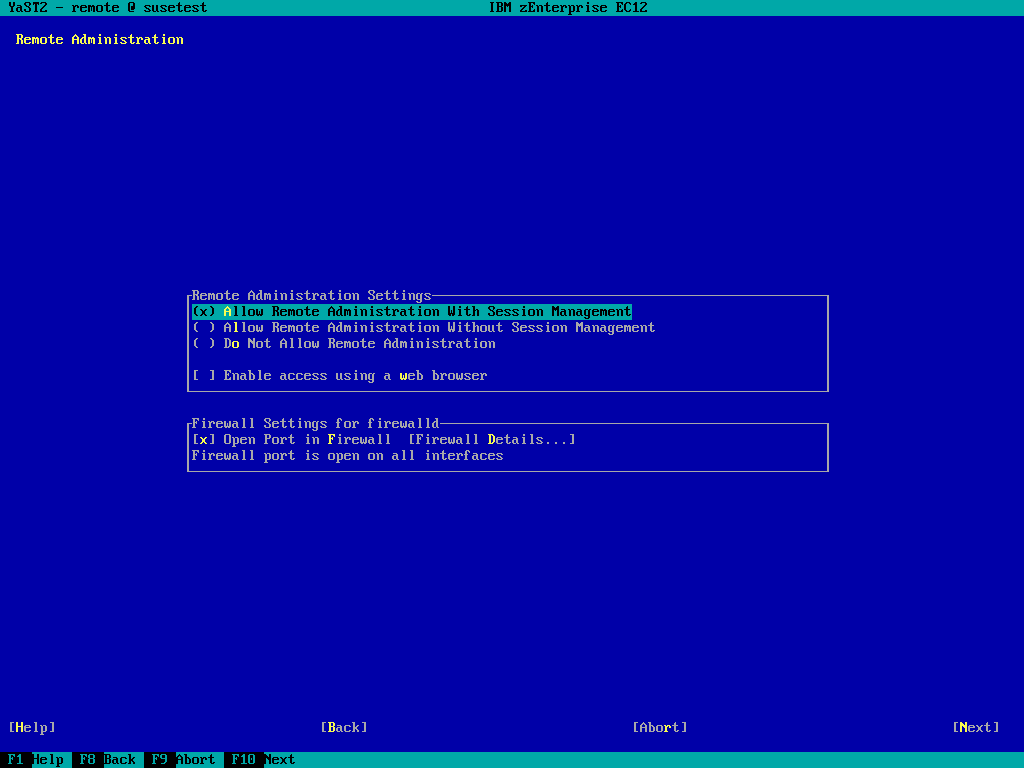 YaST2 - remote @ susetest IBM zEnterprise EC12
Remote Administration
Remote Administration Settings
(x) Allow Remote Administration With Session Management
( ) Allow Remote Administration Without Session Management
( ) Do Not Allow Remote Administration
[ ] Enable access using a web browser
Firewall Settings for firewalld
[x] Open Port in Firewall [Firewall Details...]
Firewall port is open on all interfaces
[Help] [Back] [Abort] [Next]
F1 Help F8 Back F9 Abort F10 Next